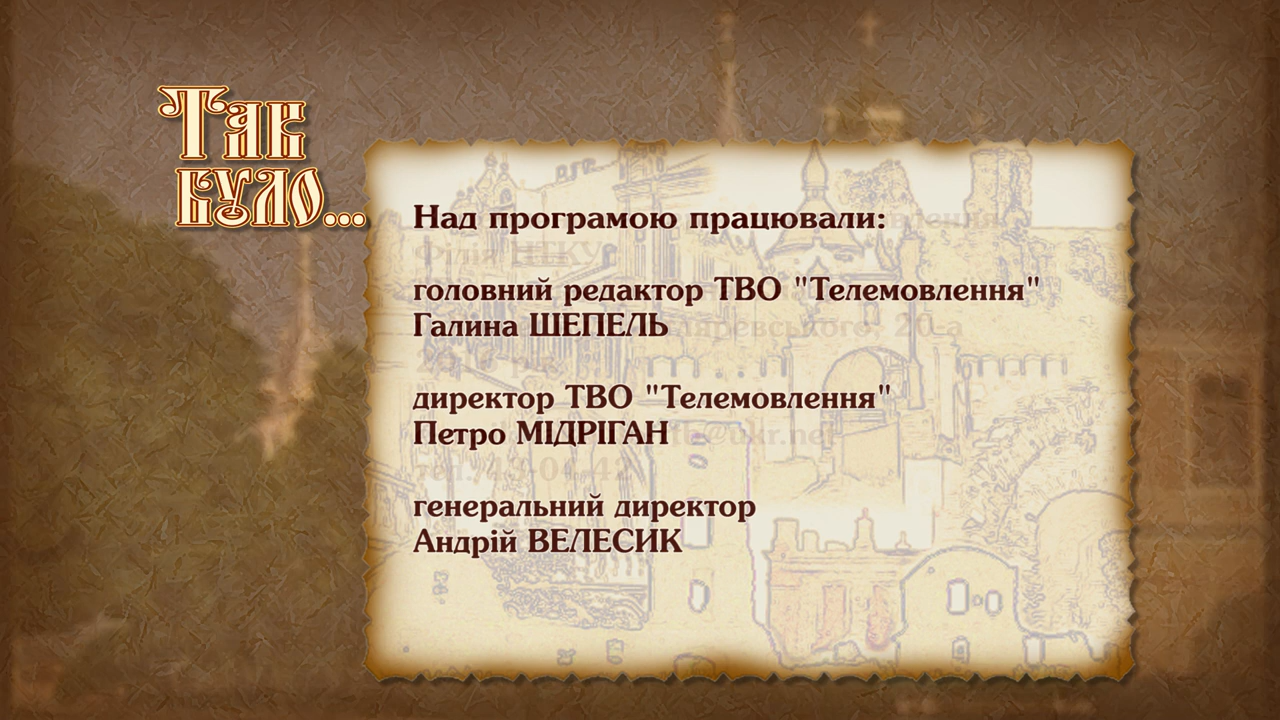 Так
було...
Над програмою працювали:
головний редактор ТВО "Телемовлення"
Галина ШЕПЕЛЬ
директор ТВО "Телемовлення"
Петро МІДРІГАН
генеральний директор
Андрій ВЕЛЕСИК